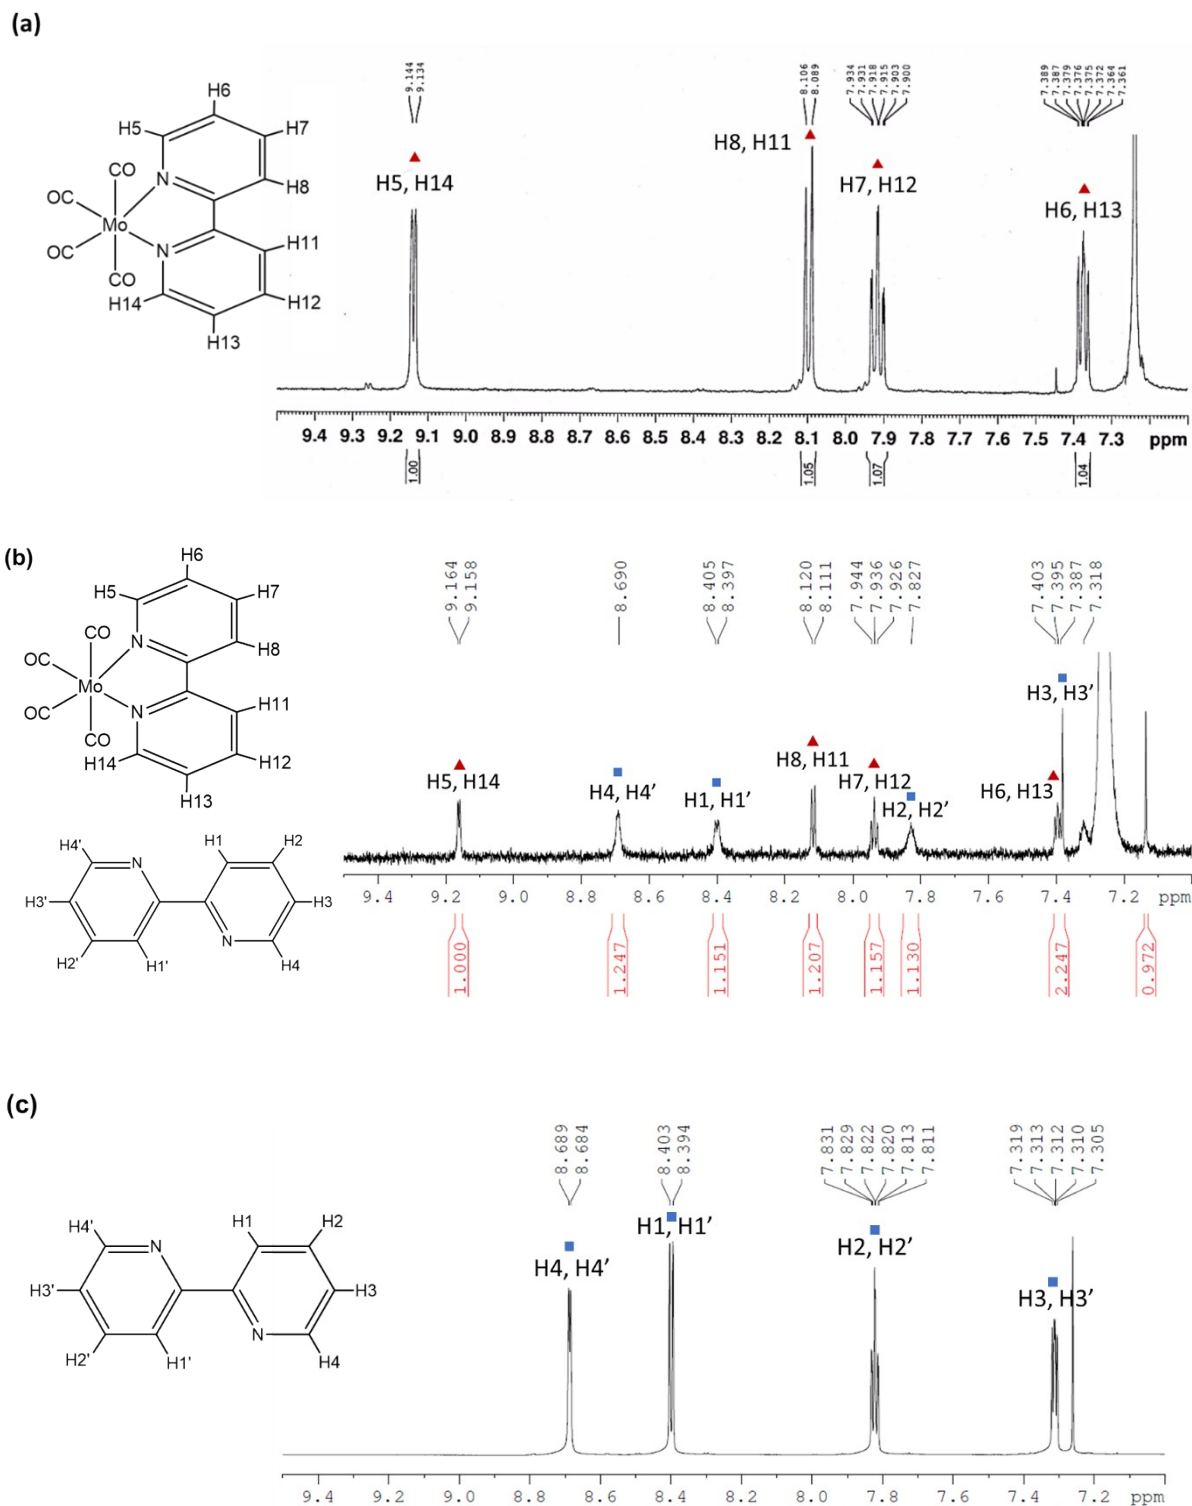 (a)
9.144
9.134
8.106
8.089
7.934
7.931
7.918
7.915
7.903
7.900
7.389
7.387
7.379
7.376
7.375
7.372
7.364
7.361
H6
H5
H7
CO
OC
N
H8
Mo
OC
N
H11
CO
H14
H12
H13
H5, H14
H8, H11
H7, H12
H6, H13
9.4 9.3 9.2 9.1 9.0 8.9 8.8 8.7 8.6 8.5 8.4 8.3 8.2 8.1 8.0 7.9 7.8 7.7 7.6 7.5 7.4 7.3 ppm
1.00
1.05
1.07
1.04
(b)
H6
H5
H7
CO
OC
N
H8
Mo
OC
N
H11
CO
H14
H12
H13
H4'
H1
H2
N
H3'
H3
N
H2'
H1'
H4
9.164
9.158
8.690
8.405
8.397
8.120
8.111
7.944
7.936
7.926
7.827
7.403
7.395
7.387
7.318
H5, H14
H4, H4’
H1, H1’
H8, H11
H7, H12
H2, H2’
H6, H13
H3, H3’
9.4 9.2 9.0 8.8 8.6 8.4 8.2 8.0 7.8 7.6 7.4 7.2 ppm
1.000
1.247
1.151
1.207
1.157
1.130
2.247
0.972
(c)
8.689
8.684
8.403
8.394
7.831
7.829
7.822
7.820
7.813
7.811
7.319
7.313
7.312
7.310
7.305
H4'
H1
H2
N
H3'
H3
N
H2'
H1'
H4
H4, H4’
H1, H1’
H2, H2’
H3, H3’
9.4 9.2 9.0 8.8 8.6 8.4 8.2 8.0 7.8 7.6 7.4 7.2 ppm